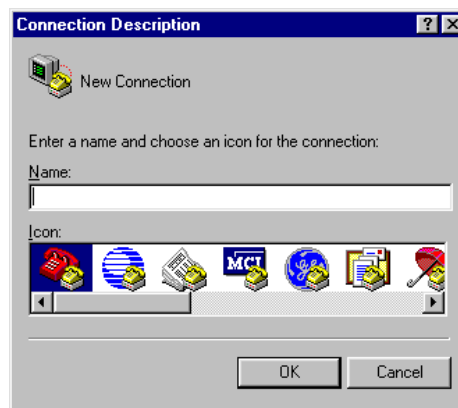 Connection Description
New Connection
Enter a name and choose an icon for the connection:
Name:
Icon:
MCI
OK
Cancel